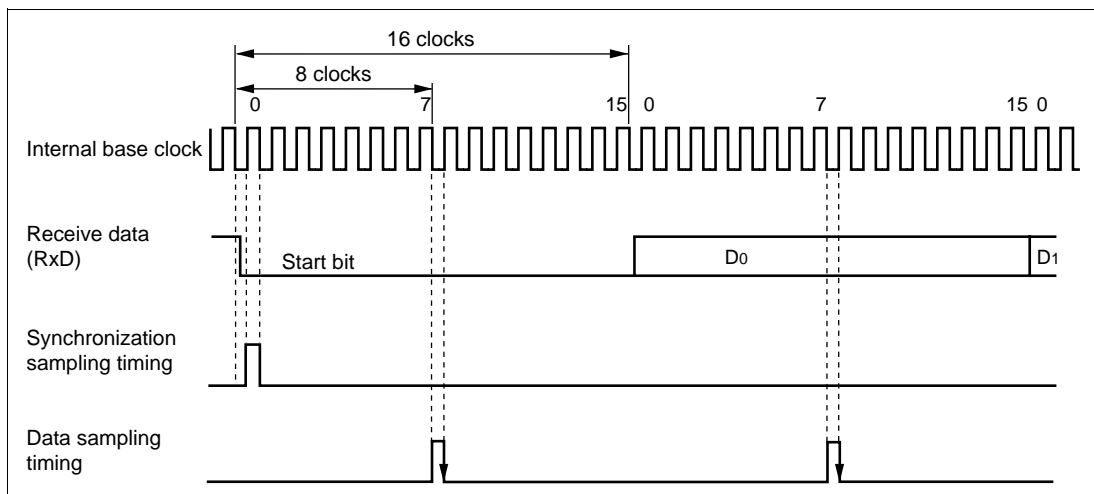 16 clocks
8 clocks
0 7 15 0 7 15 0
Internal base clock
Receive data
(RxD)
Start bit D0 D1
Synchronization
sampling timing
Data sampling
timing